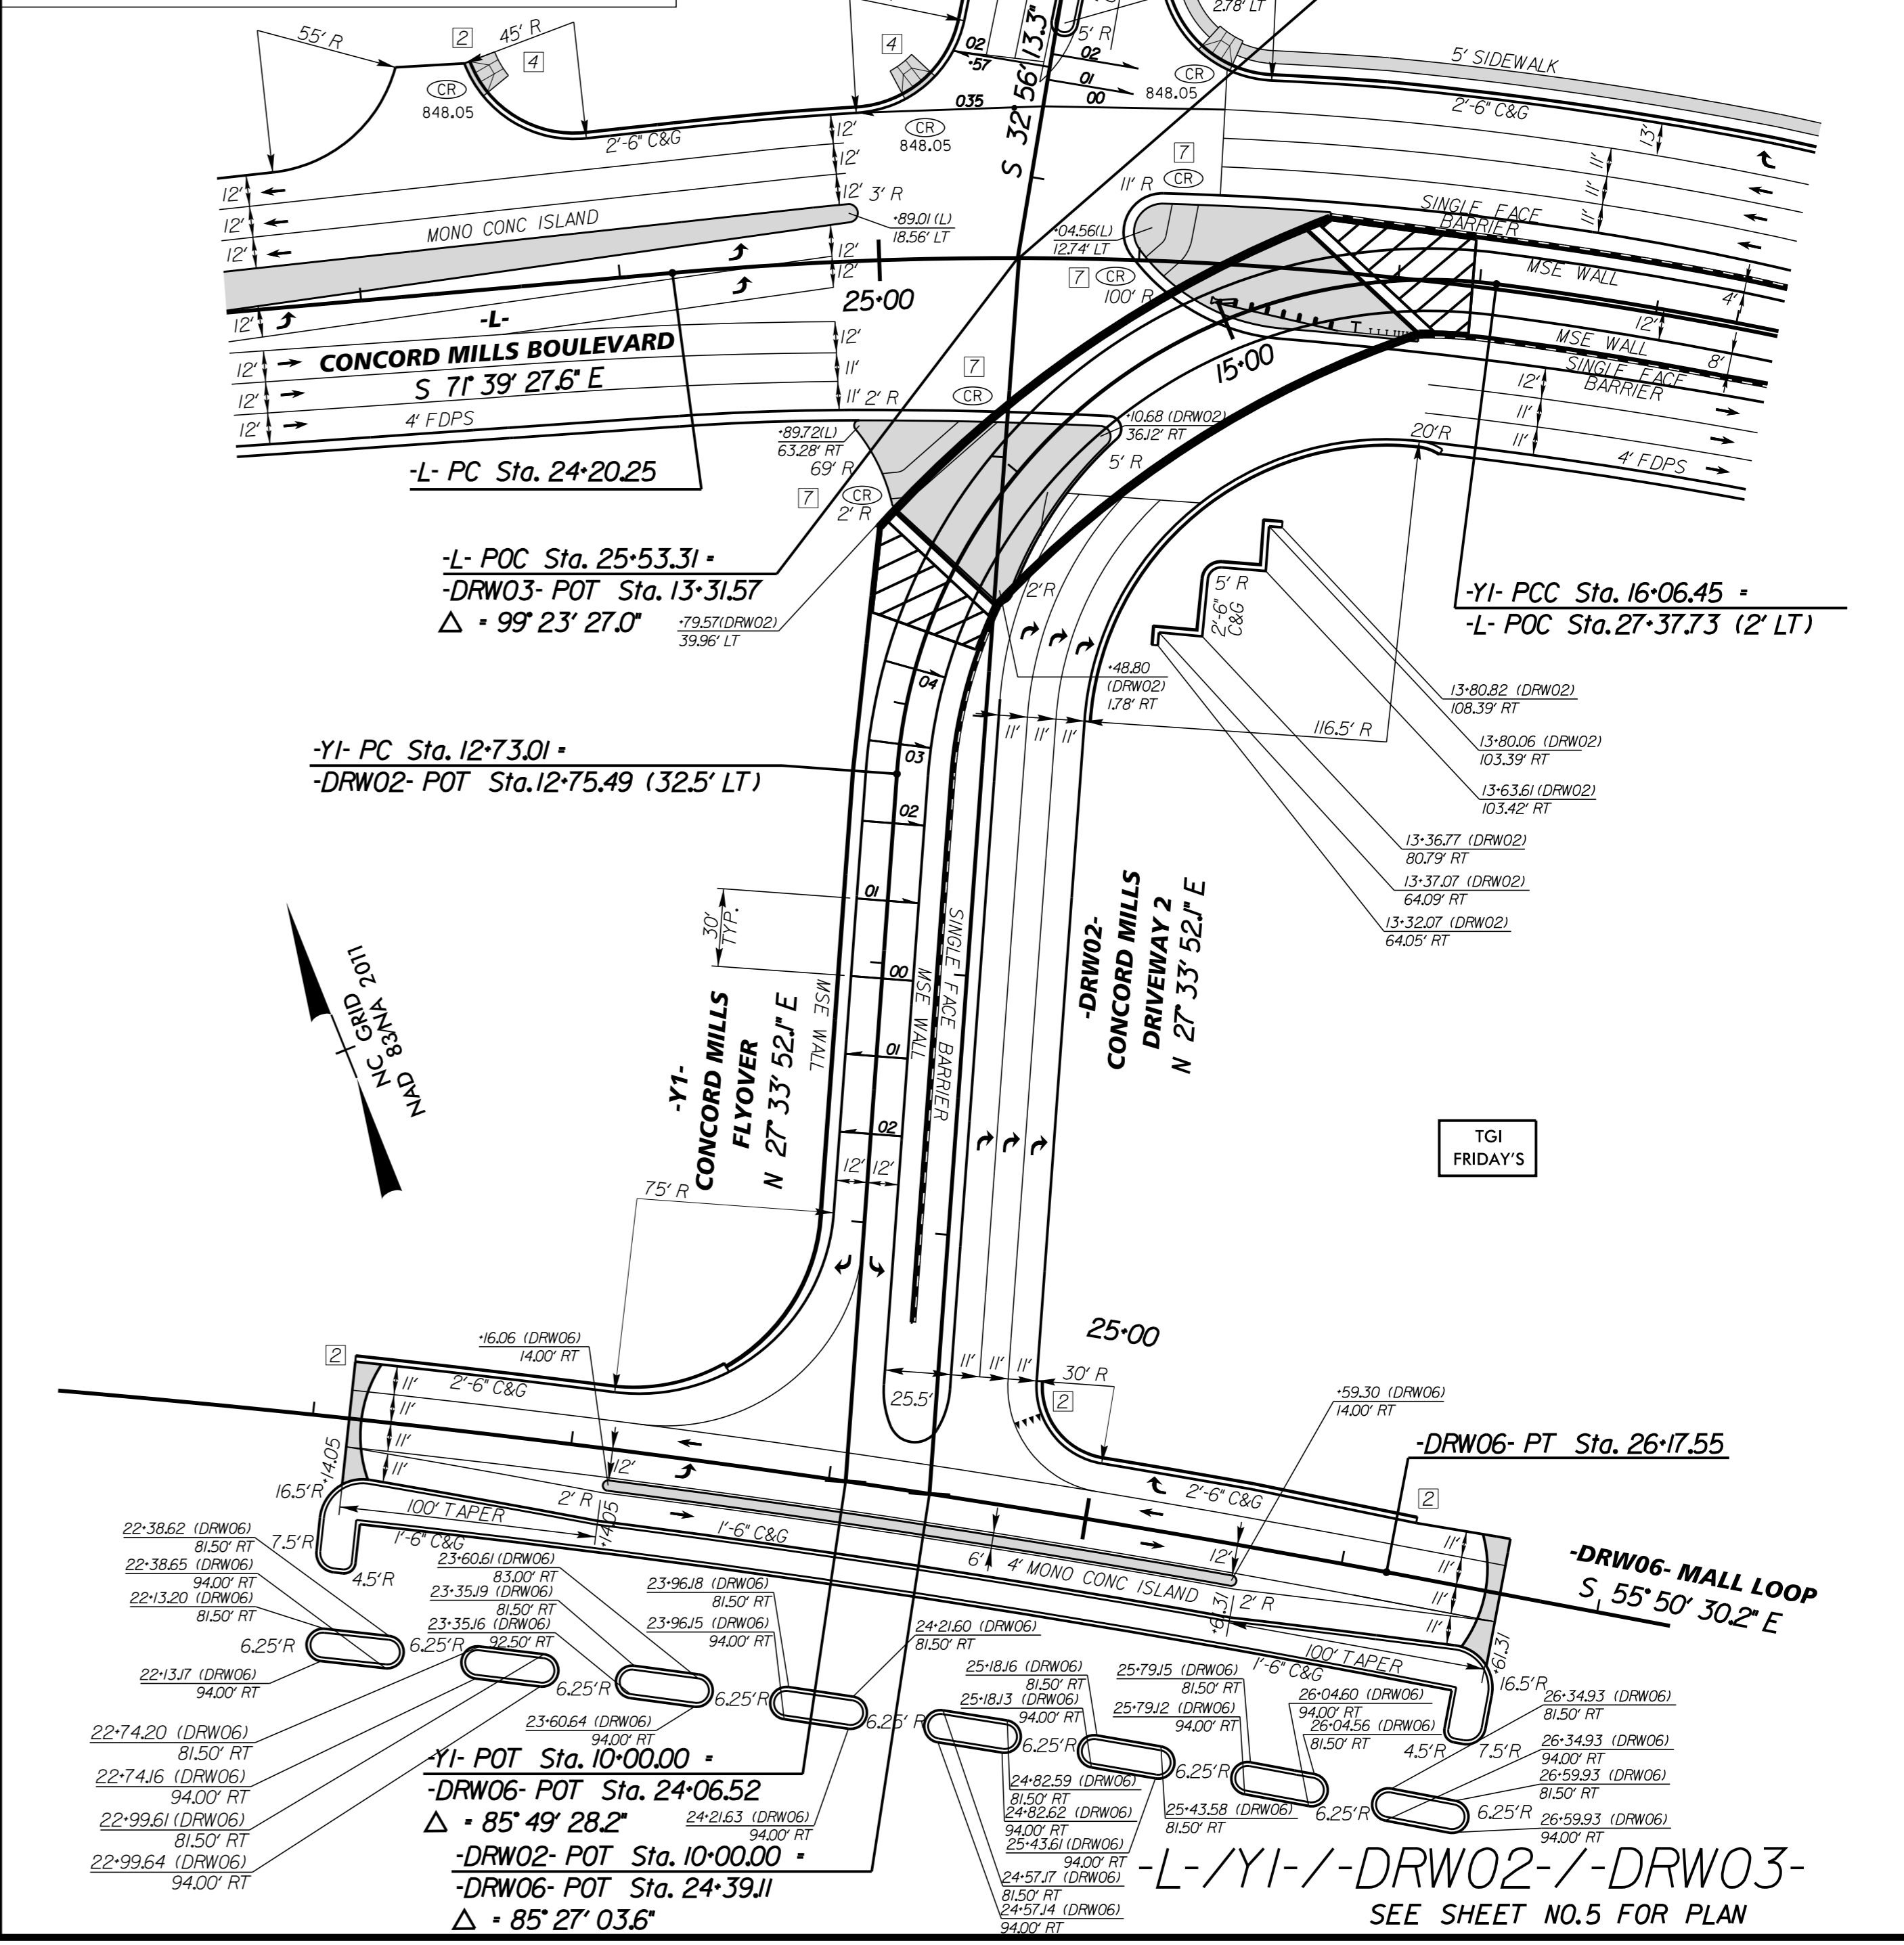 55' R
2
45' R
4
CR
848.05
2'-6" C&G
4
CR
848.05
02
+57
035
S 32° 56' 13.3"
5' R
02
01
00
CR
848.05
2.78' LT
5' SIDEWALK
2'-6" C&G
13'
11'
11'
11'
12'
12'
12'
12'
12'
12'
3' R
MONO CONC ISLAND
+89.01 (L)
18.56' LT
12'
12'
7
CR
11' R
+04.56(L)
12.74' LT
7
CR
100' R
SINGLE FACE
BARRIER
MSE WALL
4'
12'
MSE WALL
8'
SINGLE FACE
BARRIER
12'
11'
11'
4' FDPS
20'R
25+00
15+00
12'
-L-
CONCORD MILLS BOULEVARD
S 71° 39' 27.6" E
12'
12'
12'
12'
11'
11'
2' R
4' FDPS
7
CR
+89.72(L)
63.28' RT
69' R
+10.68 (DRW02)
36.12' RT
5' R
7
CR
2' R
-L- PC Sta. 24+20.25
-L- POC Sta. 25+53.31 =
-DRW03- POT Sta. 13+31.57
△ = 99° 23' 27.0"
+79.57(DRW02)
39.96' LT
2'R
5' R
2'-6"
C&G
-Y1- PCC Sta. 16+06.45 =
-L- POC Sta. 27+37.73 (2' LT)
+48.80
(DRW02)
1.78' RT
11'
11'
11'
116.5' R
13+80.82 (DRW02)
108.39' RT
13+80.06 (DRW02)
103.39' RT
13+63.61 (DRW02)
103.42' RT
13+36.77 (DRW02)
80.79' RT
13+37.07 (DRW02)
64.09' RT
13+32.07 (DRW02)
64.05' RT
-Y1- PC Sta. 12+73.01 =
-DRW02- POT Sta. 12+75.49 (32.5' LT)
04
03
02
01
00
01
02
30'
TYP.
MSE WALL
MSE WALL
SINGLE FACE BARRIER
12'
12'
NC GRID
NAD 83/NA 2011
-Y1-
CONCORD MILLS
FLYOVER
N 27° 33' 52.1" E
-DRW02-
CONCORD MILLS
DRIVEWAY 2
N 27° 33' 52.1" E
TGI
FRIDAY'S
75' R
25+00
+16.06 (DRW06)
14.00' RT
2
2'-6" C&G
11'
11'
11'
25.5'
11'
11'
11'
30' R
2
+59.30 (DRW06)
14.00' RT
-DRW06- PT Sta. 26+17.55
2
2'-6" C&G
12'
+14.05
16.5'R
100' TAPER
2' R
+14.05
1'-6" C&G
1'-6" C&G
7.5'R
4.5'R
6'
4' MONO CONC ISLAND
12'
+61.31
2' R
100' TAPER
1'-6" C&G
11'
11'
11'
11'
+61.31
16.5'R
4.5'R
7.5'R
-DRW06- MALL LOOP
S 55° 50' 30.2" E
22+38.62 (DRW06)
81.50' RT
22+38.65 (DRW06)
94.00' RT
22+13.20 (DRW06)
81.50' RT
6.25'R
22+13.17 (DRW06)
94.00' RT
6.25'R
23+60.61 (DRW06)
83.00' RT
23+35.19 (DRW06)
81.50' RT
23+35.16 (DRW06)
92.50' RT
6.25'R
23+60.64 (DRW06)
94.00' RT
23+96.18 (DRW06)
81.50' RT
23+96.15 (DRW06)
94.00' RT
6.25'R
24+21.60 (DRW06)
81.50' RT
6.25' R
25+18.16 (DRW06)
81.50' RT
25+18.13 (DRW06)
94.00' RT
6.25'R
25+79.15 (DRW06)
81.50' RT
25+79.12 (DRW06)
94.00' RT
6.25'R
26+04.60 (DRW06)
94.00' RT
26+04.56 (DRW06)
81.50' RT
6.25'R
26+34.93 (DRW06)
81.50' RT
26+34.93 (DRW06)
94.00' RT
26+59.93 (DRW06)
81.50' RT
6.25'R
26+59.93 (DRW06)
94.00' RT
22+74.20 (DRW06)
81.50' RT
22+74.16 (DRW06)
94.00' RT
22+99.61 (DRW06)
81.50' RT
22+99.64 (DRW06)
94.00' RT
-Y1- POT Sta. 10+00.00 =
-DRW06- POT Sta. 24+06.52
△ = 85° 49' 28.2"
24+21.63 (DRW06)
94.00' RT
-DRW02- POT Sta. 10+00.00 =
-DRW06- POT Sta. 24+39.11
△ = 85° 27' 03.6"
24+82.59 (DRW06)
81.50' RT
24+82.62 (DRW06)
94.00' RT
25+43.58 (DRW06)
81.50' RT
25+43.61 (DRW06)
94.00' RT
24+57.17 (DRW06)
81.50' RT
24+57.14 (DRW06)
94.00' RT
-L-/Y1-/-DRW02-/-DRW03-
SEE SHEET NO.5 FOR PLAN